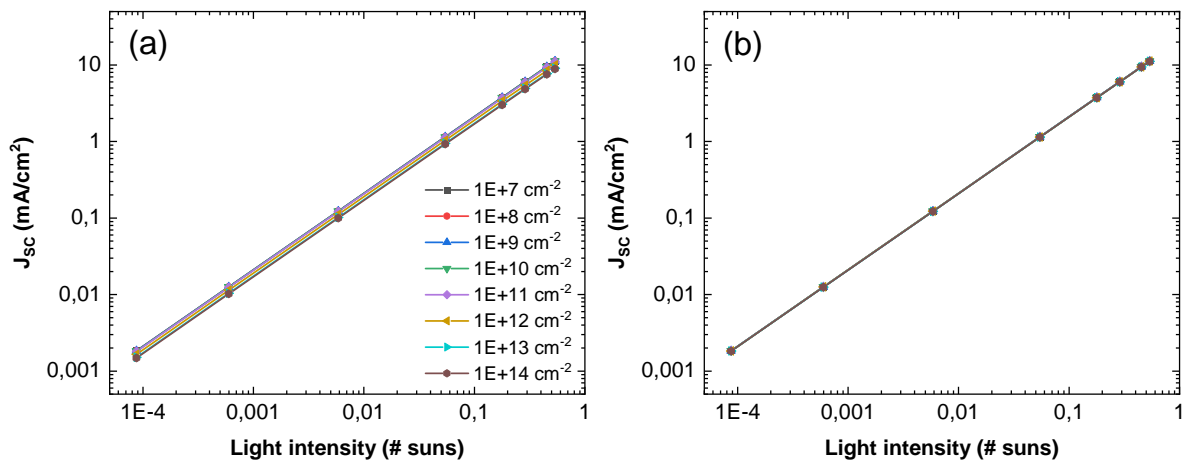 (a)
10
1
0,1
0,01
0,001
J_SC (mA/cm²)
1E+7 cm⁻²
1E+8 cm⁻²
1E+9 cm⁻²
1E+10 cm⁻²
1E+11 cm⁻²
1E+12 cm⁻²
1E+13 cm⁻²
1E+14 cm⁻²
1E-4
0,001
0,01
0,1
1
Light intensity (# suns)
(b)
10
1
0,1
0,01
0,001
J_SC (mA/cm²)
1E-4
0,001
0,01
0,1
1
Light intensity (# suns)